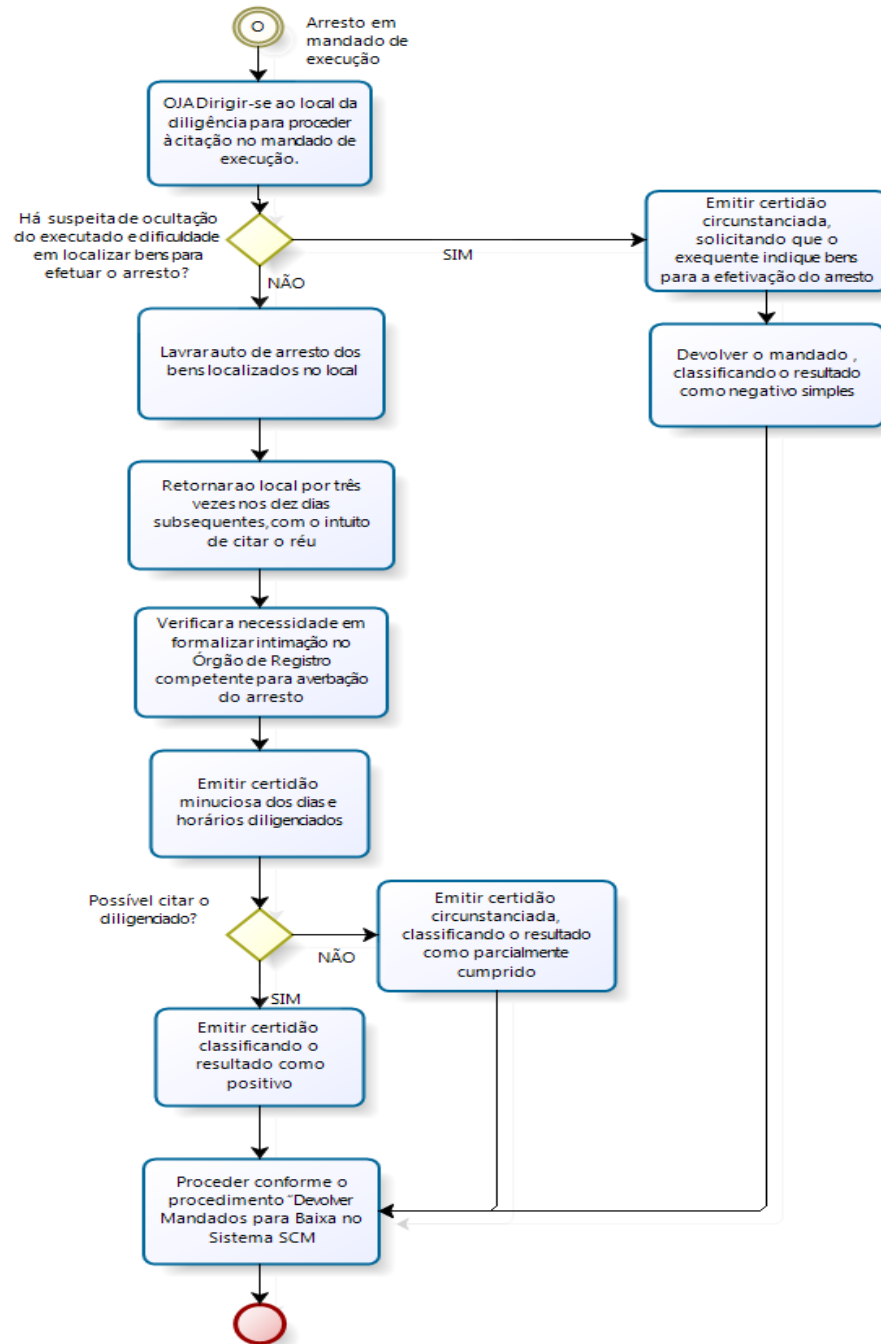 O
Arresto em
mandado de
execução
OJA Dirigir-se ao local da
diligência para proceder
à citação no mandado de
execução.
Há suspeita de ocultação
do executado e dificuldade
em localizar bens para
efetuar o arresto?
SIM
NÃO
Emitir certidão
circunstanciada,
solicitando que o
exequente indique bens
para a efetivação do arresto
Devolver o mandado ,
classificando o resultado
como negativo simples
Lavrar auto de arresto dos
bens localizados no local
Retornar ao local por três
vezes nos dez dias
subsequentes, com o intuito
de citar o réu
Verificar a necessidade em
formalizar intimação no
Órgão de Registro
competente para averbação
do arresto
Emitir certidão
minuciosa dos dias e
horários diligenciados
Possível citar o
diligenciado?
NÃO
SIM
Emitir certidão
circunstanciada,
classificando o resultado
como parcialmente
cumprido
Emitir certidão
classificando o
resultado como
positivo
Proceder conforme o
procedimento “Devolver
Mandados para Baixa no
Sistema SCM